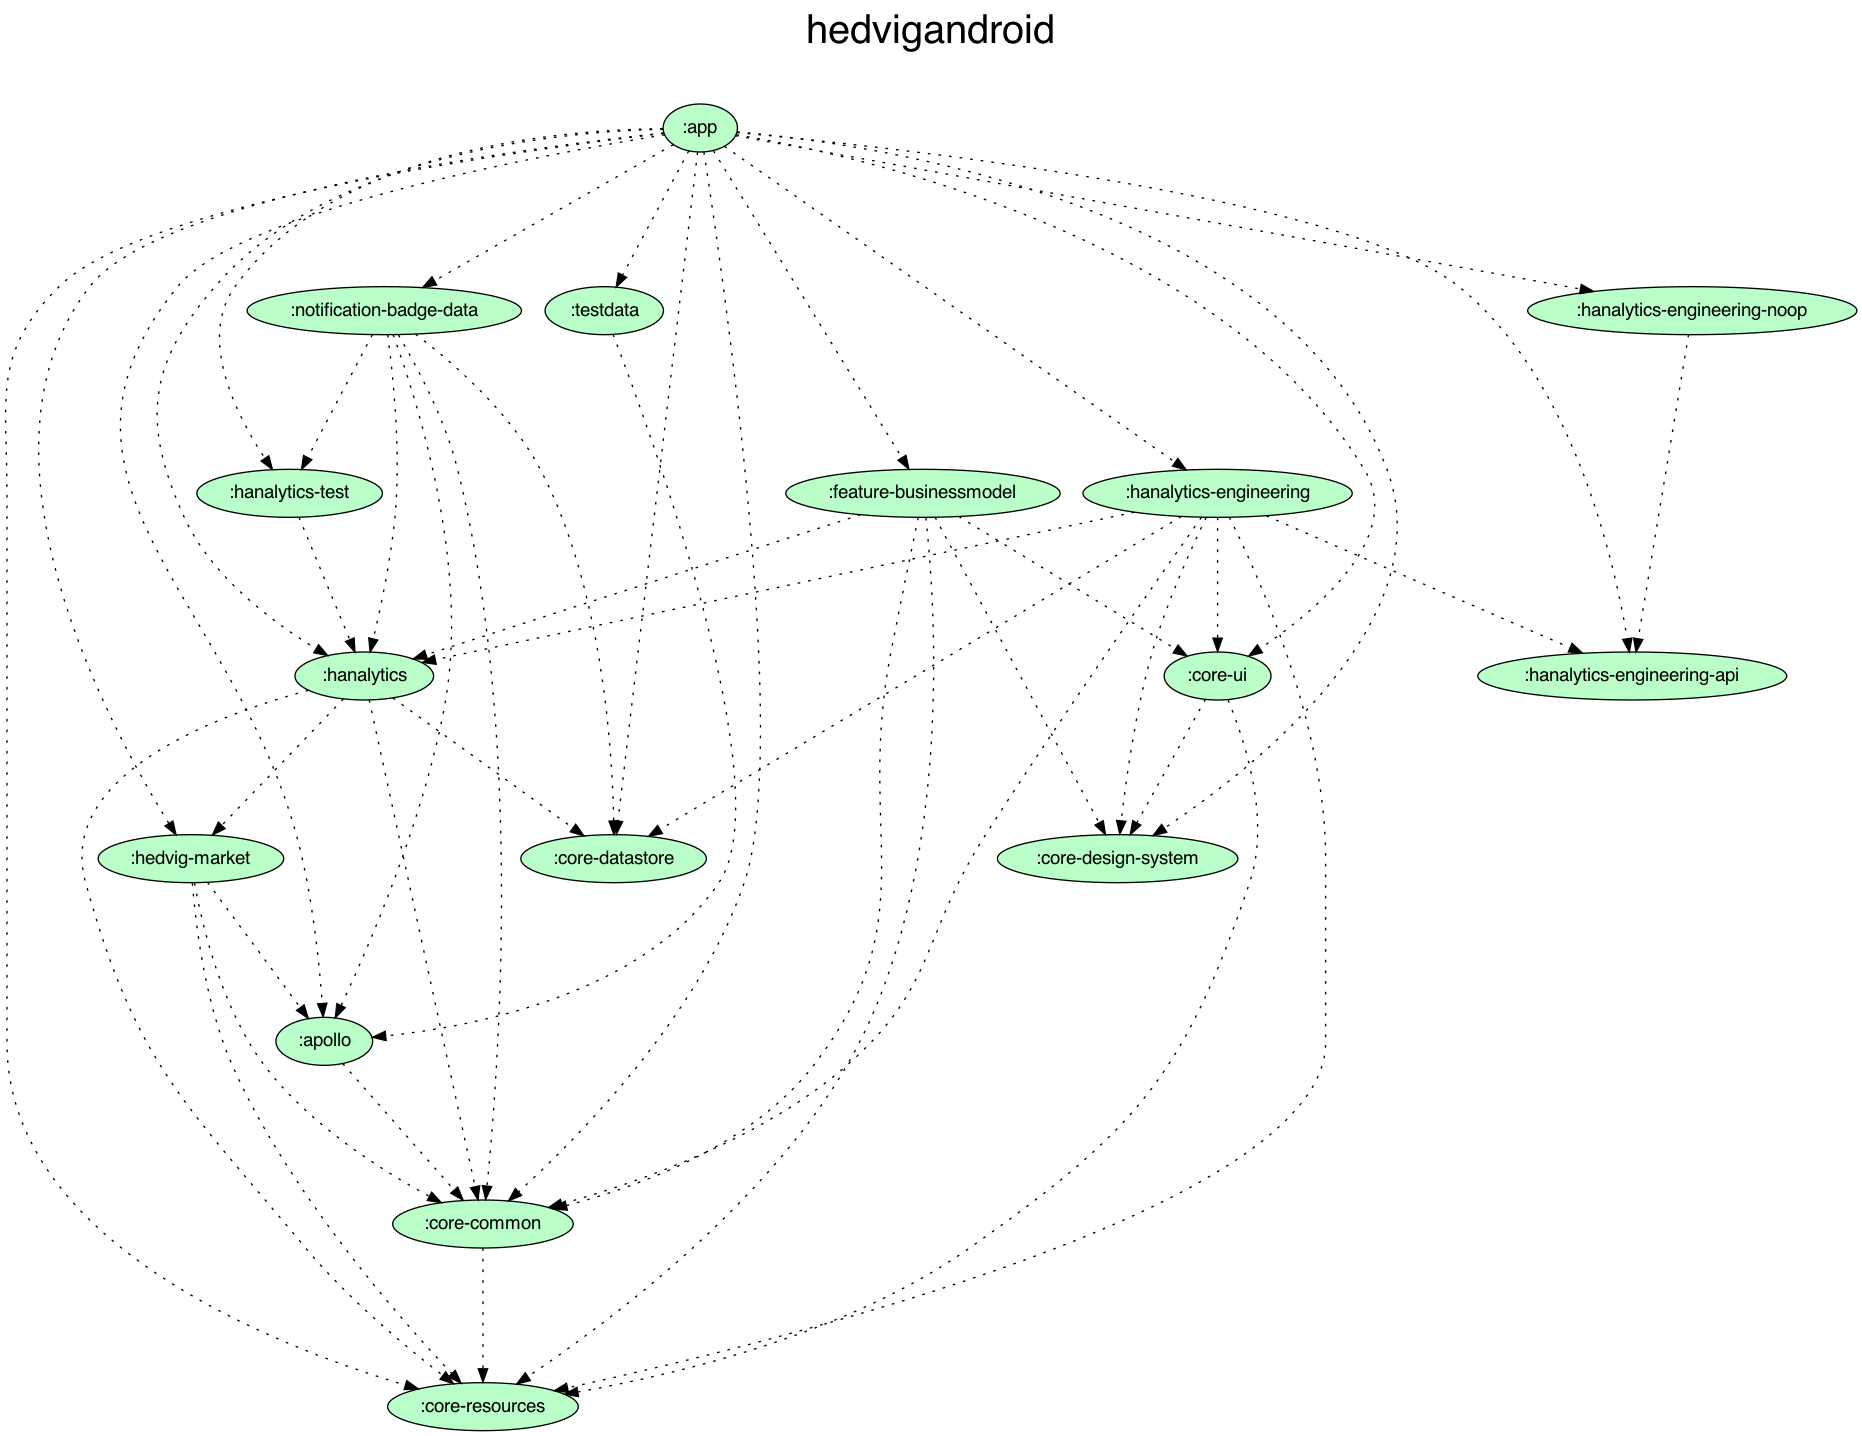 hedvigandroid
:app
:notification-badge-data
:testdata
:hanalytics-engineering-noop
:hanalytics-test
:feature-businessmodel
:hanalytics-engineering
:hanalytics
:core-ui
:hanalytics-engineering-api
:hedvig-market
:core-datastore
:core-design-system
:apollo
:core-common
:core-resources